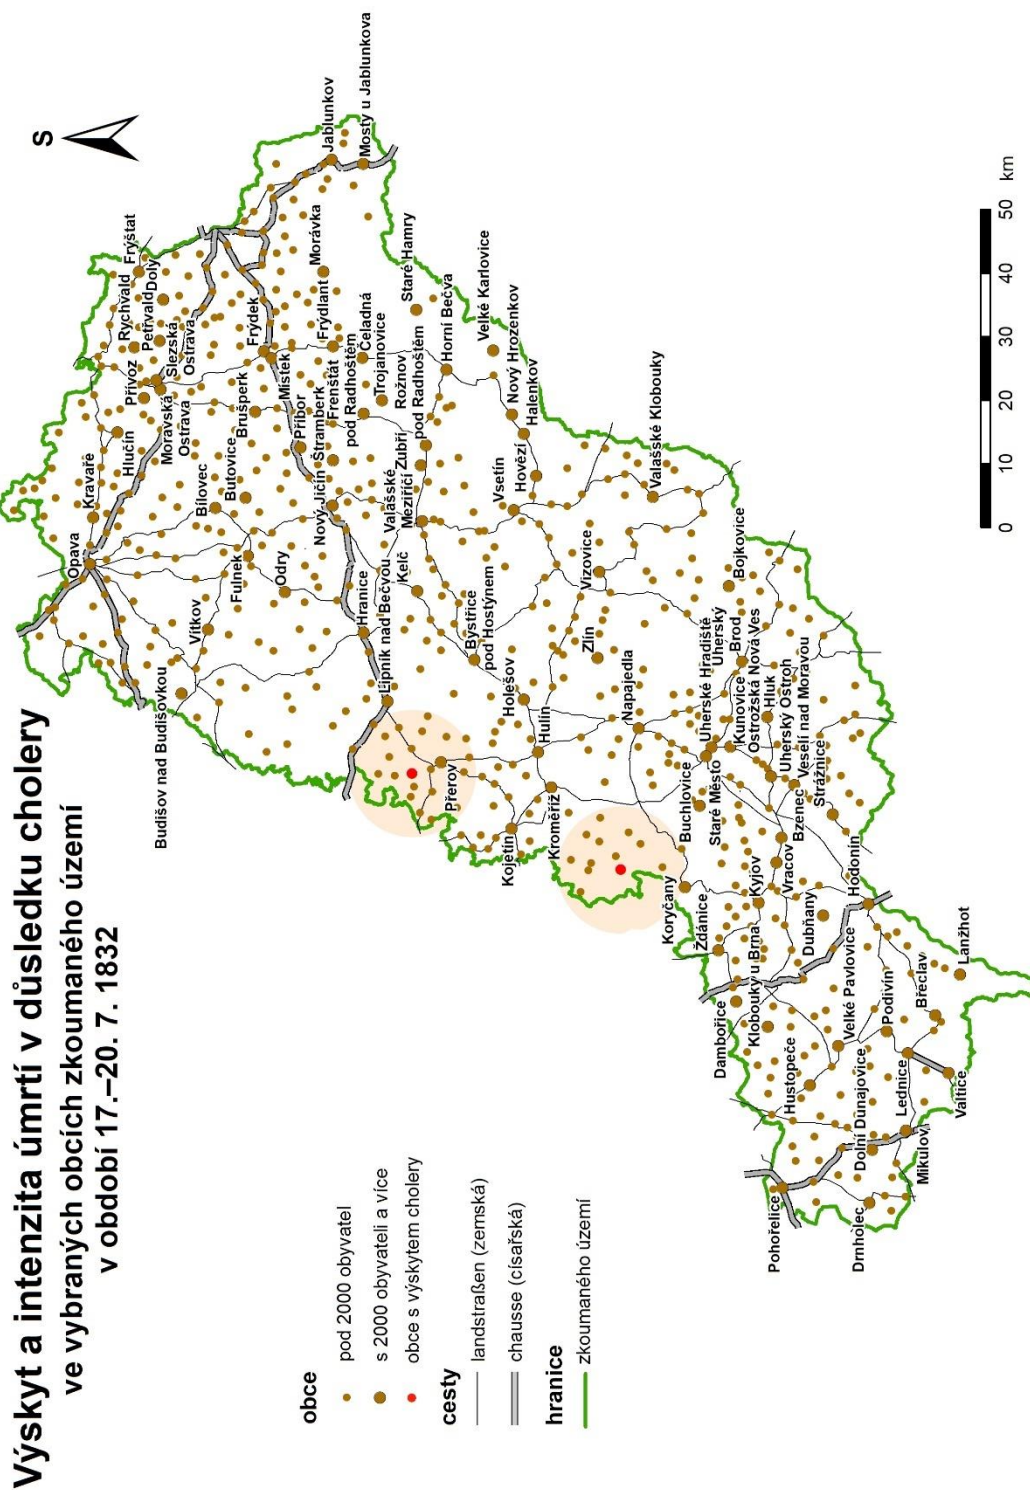 Výskyt a intenzita úmrtí v důsledku cholery
ve vybraných obcích zkoumaného území
v období 17.–20. 7. 1832
S
obce
pod 2000 obyvatel
s 2000 obyvateli a více
obce s výskytem cholery
cesty
landstraßen (zemská)
chausse (císařská)
hranice
zkoumaného území
Opava
Kravaře
Hlučín
Přívoz
Rychvald
Fryštat
Petřvald
Doly
Slezská
Ostrava
Moravská
Ostrava
Budišov nad Budišovkou
Vítkov
Bílovec
Butovice
Brušperk
Frýdek
Místek
Fulnek
Odry
Příbor
Nový Jičín
Štramberk
Frenštát
pod Radhoštěm
Frýdlant
Morávka
Jablunkov
Mosty u Jablunkova
Čeladná
Trojanovice
Staré Hamry
Hranice
Lipník nad Bečvou
Kelč
Valašské
Meziříčí
Zubří
Rožnov
pod Radhoštěm
Horní Bečva
Velké Karlovice
Nový Hrozenkov
Halenkov
Hovězí
Vsetín
Přerov
Bystřice
pod Hostýnem
Holešov
Hulín
Kojetín
Kroměříž
Vizovice
Zlín
Valašské Klobouky
Napajedla
Koryčany
Buchlovice
Staré Město
Uherské Hradiště
Uherský
Brod
Bojkovice
Kunovice
Ostrožská Nová Ves
Hluk
Uherský Ostroh
Veselí nad Moravou
Strážnice
Bzenec
Vracov
Kyjov
Ždánice
Dambořice
Klobouky u Brna
Dubňany
Hodonín
Hustopeče
Velké Pavlovice
Podivín
Břeclav
Lanžhot
Pohořelice
Drnholec
Dolní Dunajovice
Mikulov
Lednice
Valtice
0 10 20 30 40 50 km